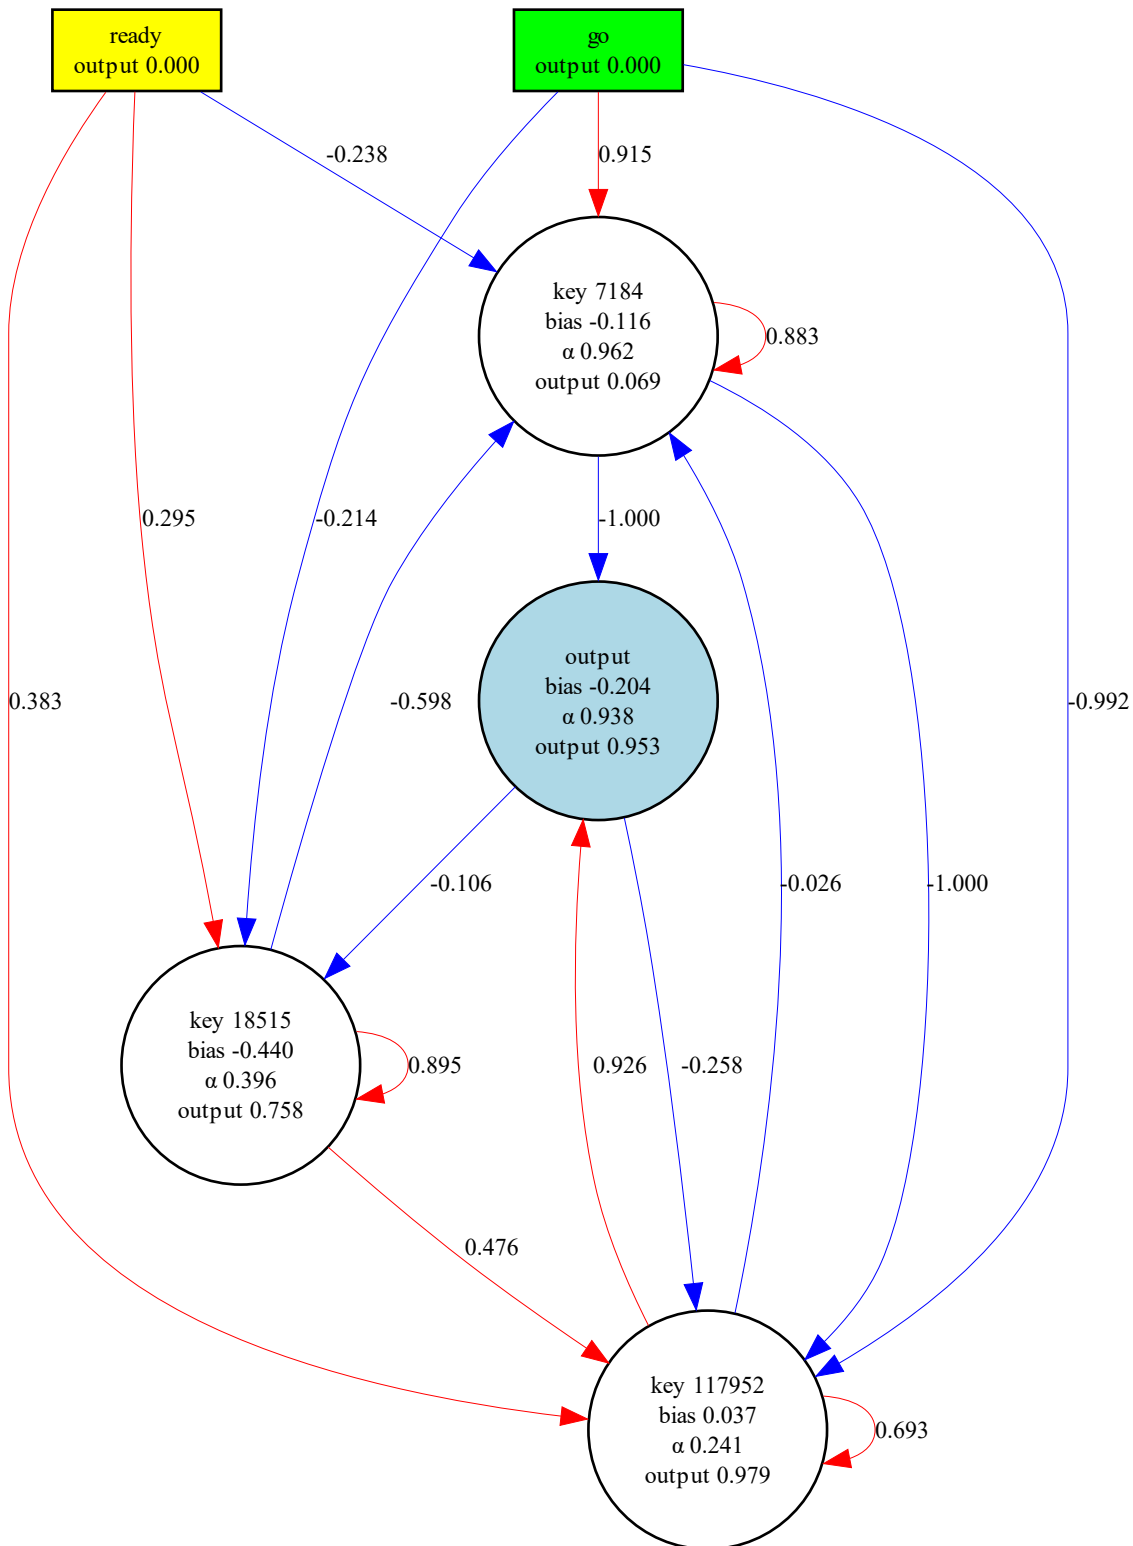 ready
output 0.000
go
output 0.000
-0.238
0.915
key 7184
bias -0.116
α 0.962
output 0.069
0.883
0.295
-0.214
-1.000
output
bias -0.204
α 0.938
output 0.953
0.383
-0.598
-0.992
-0.106
-0.026
-1.000
key 18515
bias -0.440
α 0.396
output 0.758
0.895
0.926
-0.258
0.476
key 117952
bias 0.037
α 0.241
output 0.979
0.693